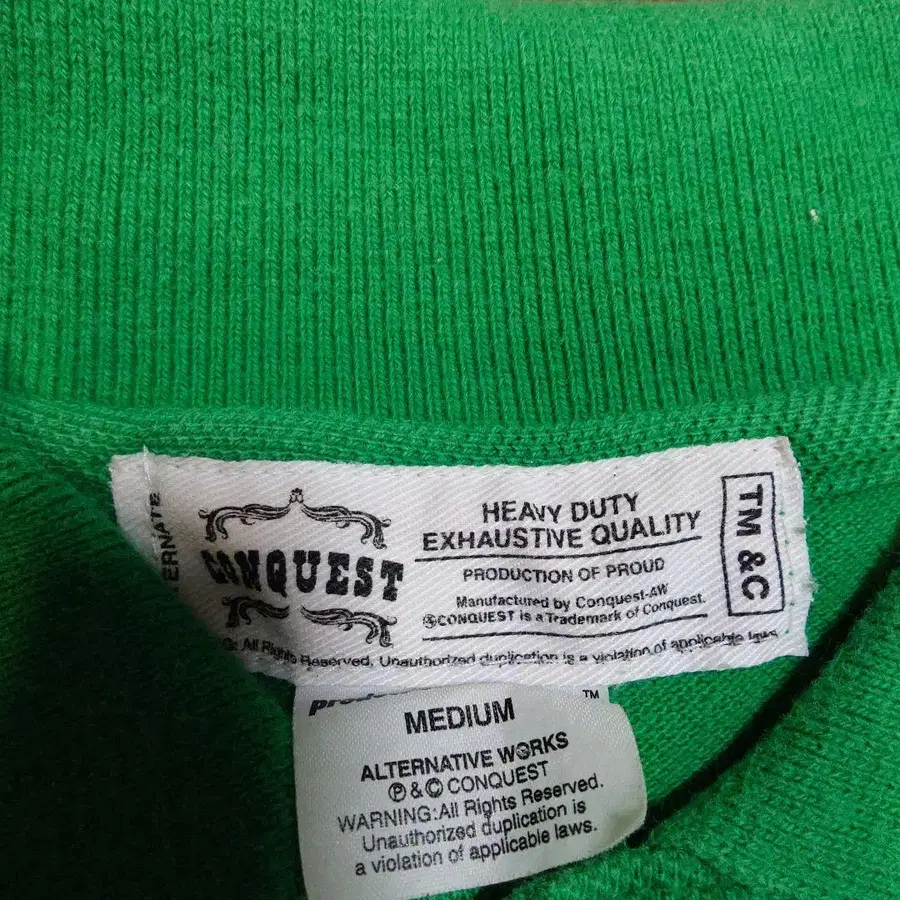 ERNATE
CONQUEST
HEAVY DUTY
EXHAUSTIVE QUALITY
PRODUCTION OF PROUD
Manufactured by Conquest-AW
CONQUEST is a Trademark of Conquest.
TM & C
All Rights Reserved. Unauthorized duplication is a violation of applicable laws.
TM
MEDIUM
ALTERNATIVE WORKS
Ⓟ & © CONQUEST
WARNING: All Rights Reserved.
Unauthorized duplication is
a violation of applicable laws.